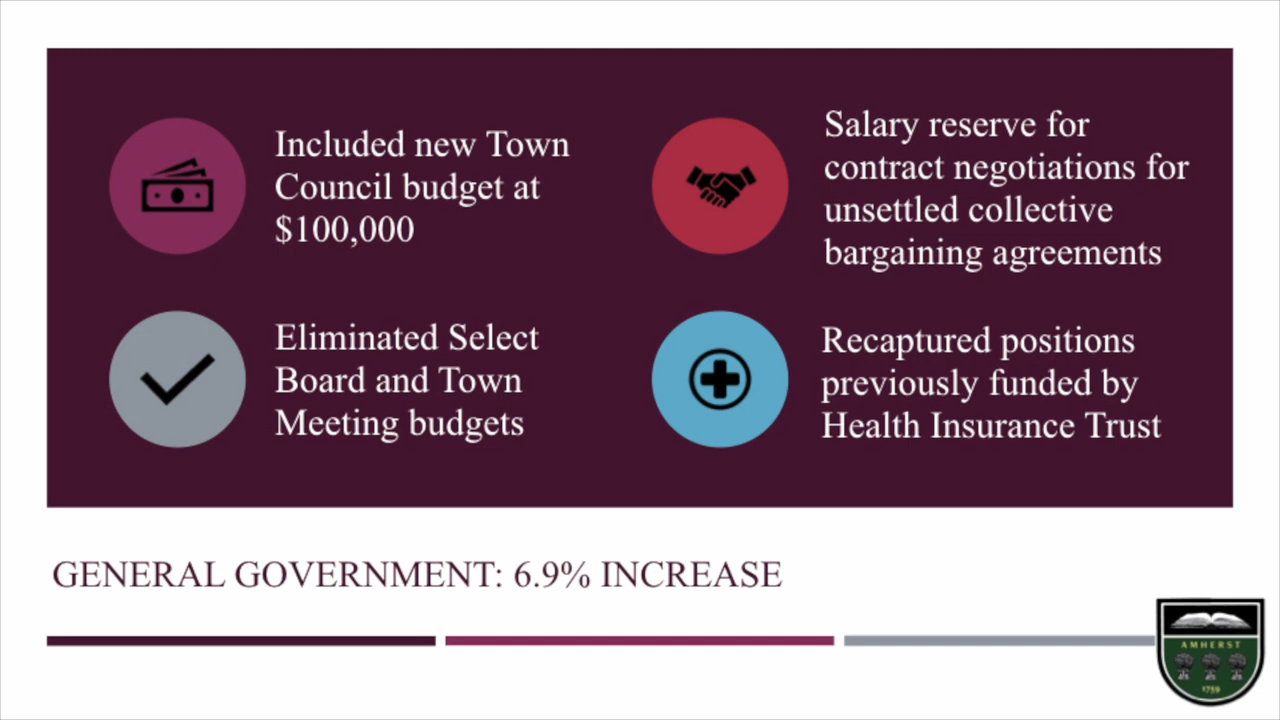 Included new Town
Council budget at
$100,000
Salary reserve for
contract negotiations for
unsettled collective
bargaining agreements
Eliminated Select
Board and Town
Meeting budgets
Recaptured positions
previously funded by
Health Insurance Trust
GENERAL GOVERNMENT: 6.9% INCREASE
AMHERST
1759